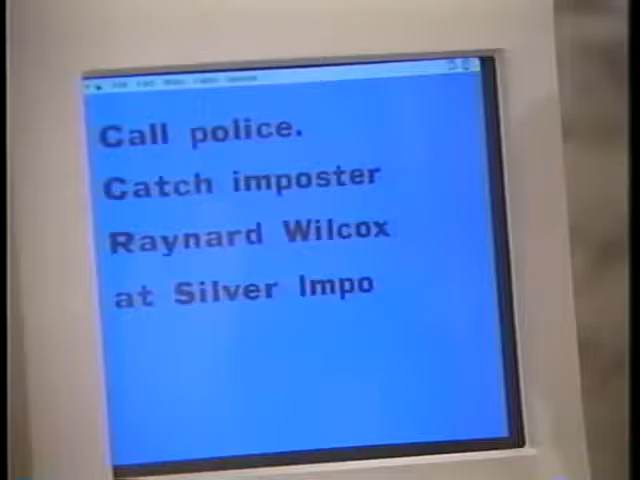 Call police.
Catch imposter
Raynard Wilcox
at Silver Impo